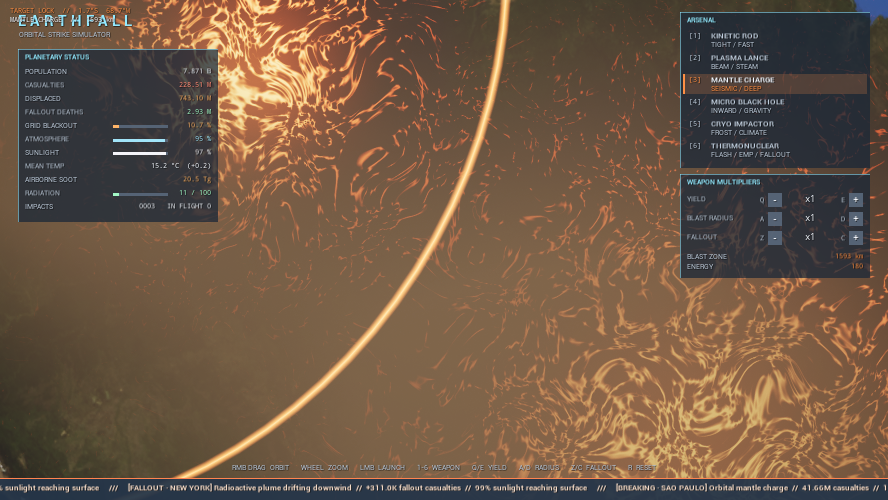 EARTHFALL
ORBITAL STRIKE SIMULATOR
PLANETARY STATUS
POPULATION 7.871 B
CASUALTIES 228.51 M
DISPLACED 743.10 M
FALLOUT DEATHS 2.93 M
GRID BLACKOUT 10.7 %
ATMOSPHERE 95 %
SUNLIGHT 97 %
MEAN TEMP 15.2 °C (+0.2)
AIRBORNE SOOT 20.5 Tg
RADIATION 11 / 100
IMPACTS 0003 IN FLIGHT 0
ARSENAL
[1] KINETIC ROD
TIGHT / FAST
[2] PLASMA LANCE
BEAM / STEAM
[3] MANTLE CHARGE
SEISMIC / DEEP
[4] MICRO BLACK HOLE
INWARD / GRAVITY
[5] CRYO IMPACTOR
FROST / CLIMATE
[6] THERMONUCLEAR
FLASH / EMP / FALLOUT
WEAPON MULTIPLIERS
YIELD Q - x1 E +
BLAST RADIUS A - x1 D +
FALLOUT Z - x1 C +
BLAST ZONE 1593 km
ENERGY 180
RMB DRAG ORBIT WHEEL ZOOM LMB LAUNCH 1-6 WEAPON Q/E YIELD A/D RADIUS Z/C FALLOUT R RESET
sunlight reaching surface /// [FALLOUT · NEW YORK] Radioactive plume drifting downwind // +311.0K fallout casualties // 99% sunlight reaching surface /// [BREAKING · SAO PAULO] Orbital mantle charge // 41.66M casualties //